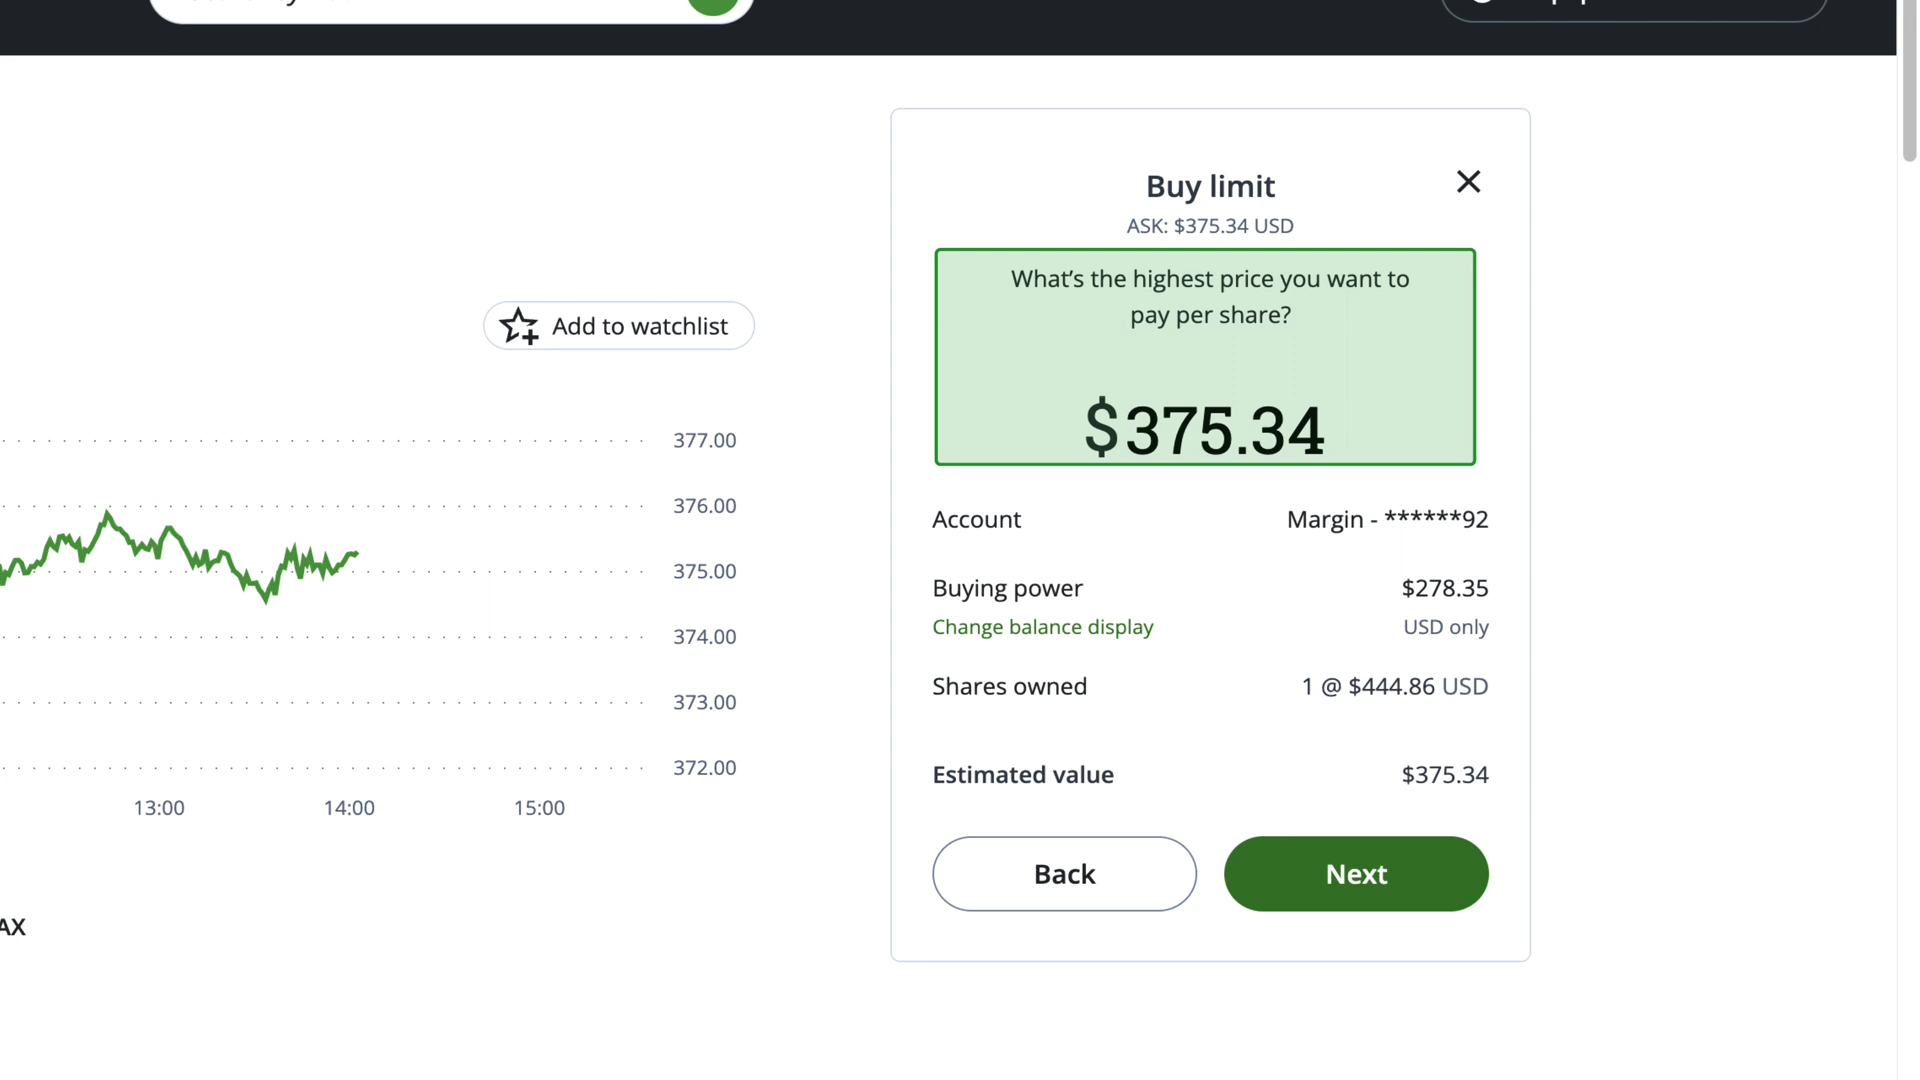 Add to watchlist
377.00
376.00
375.00
374.00
373.00
372.00
13:00 14:00 15:00
AX
Buy limit
ASK: $375.34 USD
What's the highest price you want to
pay per share?
$375.34
Account Margin - ******92
Buying power $278.35
Change balance display USD only
Shares owned 1 @ $444.86 USD
Estimated value $375.34
Back Next